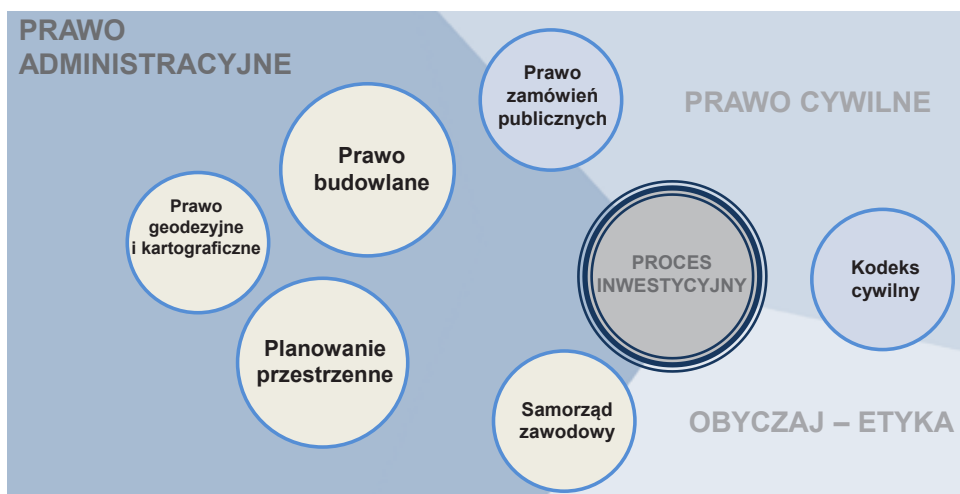 PRAWO
ADMINISTRACYJNE
Prawo
zamówień
publicznych
PRAWO CYWILNE
Prawo
budowlane
Prawo
geodezyjne
i kartograficzne
PROCES
INWESTYCYJNY
Kodeks
cywilny
Planowanie
przestrzenne
Samorząd
zawodowy
OBYCZAJ – ETYKA